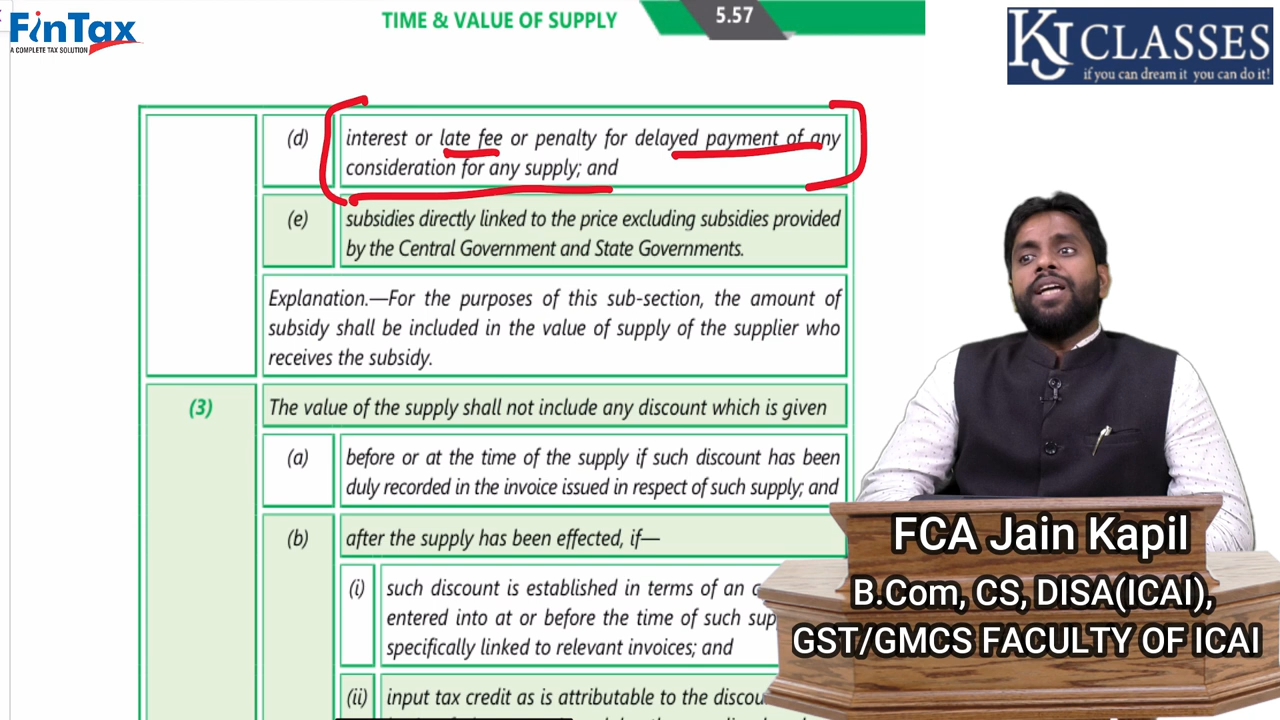 FinTax
A COMPLETE TAX SOLUTION
TIME & VALUE OF SUPPLY
5.57
KJ CLASSES
if you can dream it you can do it!
(d)
interest or late fee or penalty for delayed payment of any
consideration for any supply; and
(e)
subsidies directly linked to the price excluding subsidies provided
by the Central Government and State Governments.
Explanation.—For the purposes of this sub-section, the amount of
subsidy shall be included in the value of supply of the supplier who
receives the subsidy.
(3)
The value of the supply shall not include any discount which is given
(a)
before or at the time of the supply if such discount has been
duly recorded in the invoice issued in respect of such supply; and
(b)
after the supply has been effected, if—
(i)
such discount is established in terms of an
entered into at or before the time of such
specifically linked to relevant invoices; and
(ii)
input tax credit as is attributable to the
FCA Jain Kapil
B.Com, CS, DISA(ICAI),
GST/GMCS FACULTY OF ICAI